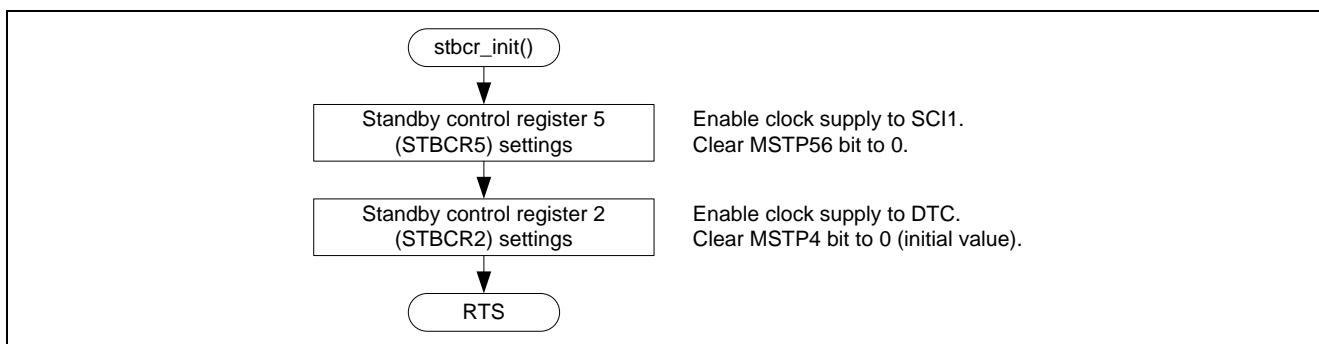 stbcr_init()
Standby control register 5
(STBCR5) settings
Enable clock supply to SCI1.
Clear MSTP56 bit to 0.
Standby control register 2
(STBCR2) settings
Enable clock supply to DTC.
Clear MSTP4 bit to 0 (initial value).
RTS